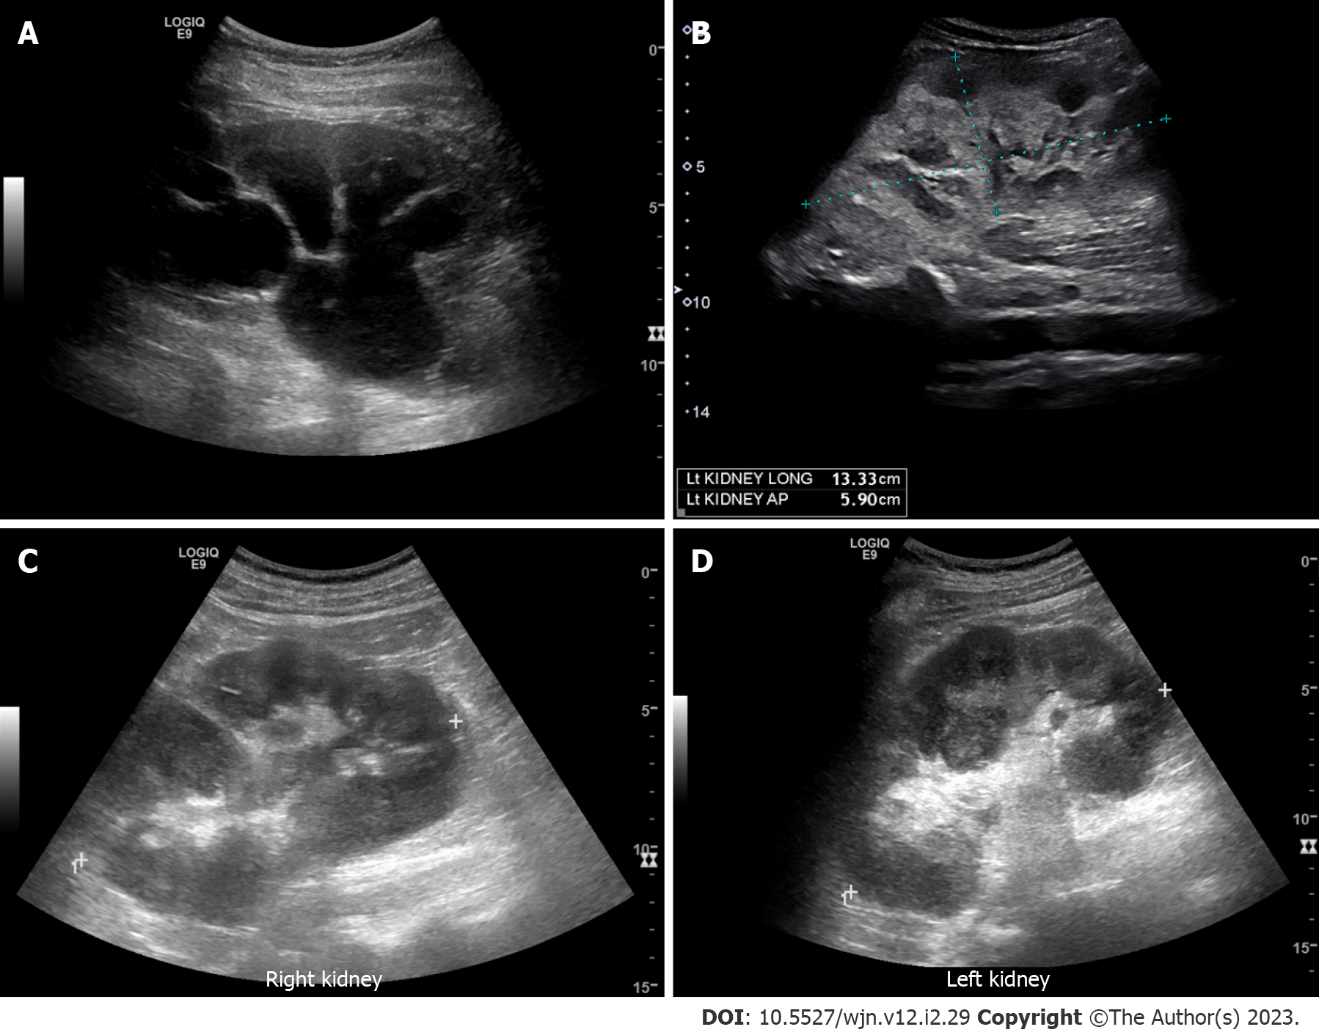 A
LOGIQ
E9
0
5
10
B
5
10
14
Lt KIDNEY LONG 13.33cm
Lt KIDNEY AP 5.90cm
C
LOGIQ
E9
0
5
10
15
1
Right kidney
D
LOGIQ
E9
0
5
10
15
1
Left kidney
DOI: 10.5527/wjn.v12.i2.29 Copyright ©The Author(s) 2023.